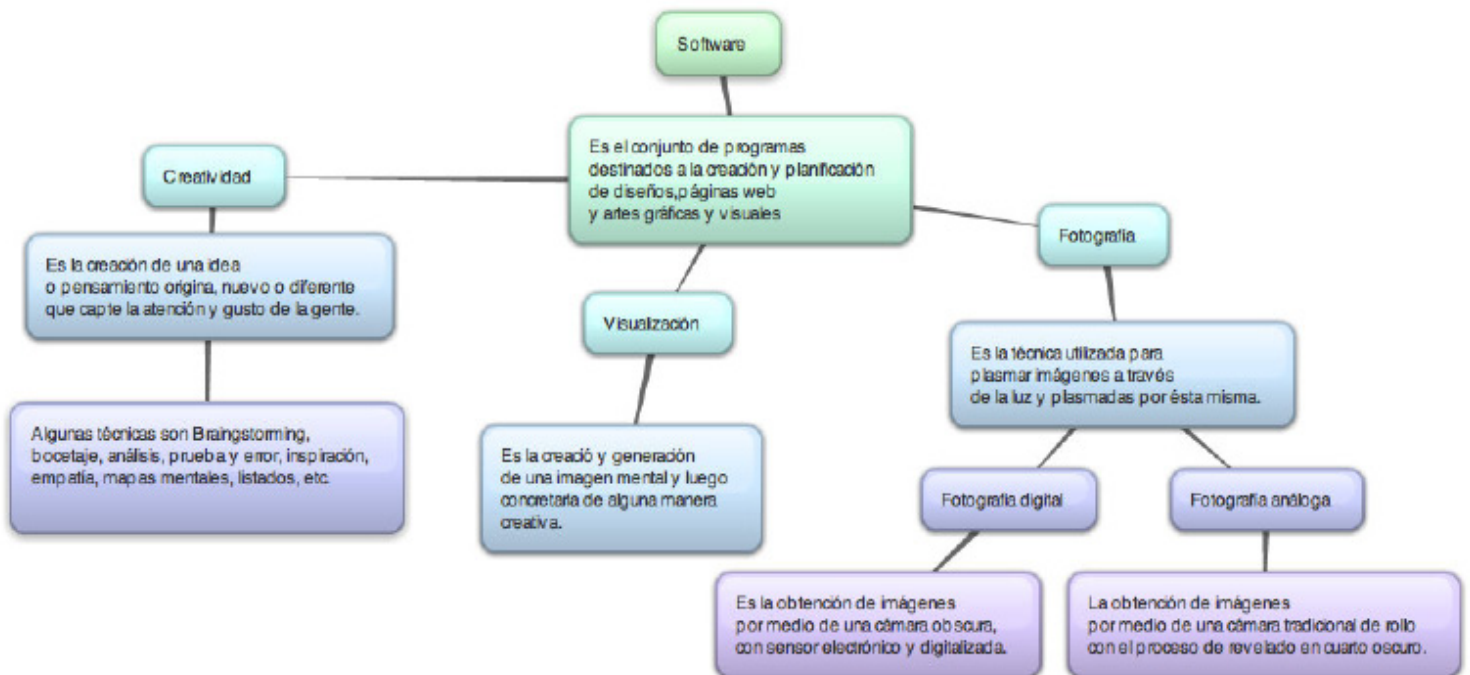 Software
Es el conjunto de programas
destinados a la creación y planificación
de diseños,páginas web
y artes gráficas y visuales
Creatividad
Es la creación de una idea
o pensamiento origina, nuevo o diferente
que capte la atención y gusto de la gente.
Algunas técnicas son Braingstorming,
bocetaje, análisis, prueba y error, inspiración,
empatía, mapas mentales, listados, etc.
Visualización
Es la creació y generación
de una imagen mental y luego
concretarla de alguna manera
creativa.
Fotografía
Es la técnica utilizada para
plasmar imágenes a través
de la luz y plasmadas por ésta misma.
Fotografía digital
Es la obtención de imágenes
por medio de una cámara obscura,
con sensor electrónico y digitalizada.
Fotografía análoga
La obtención de imágenes
por medio de una cámara tradicional de rollo
con el proceso de revelado en cuarto oscuro.